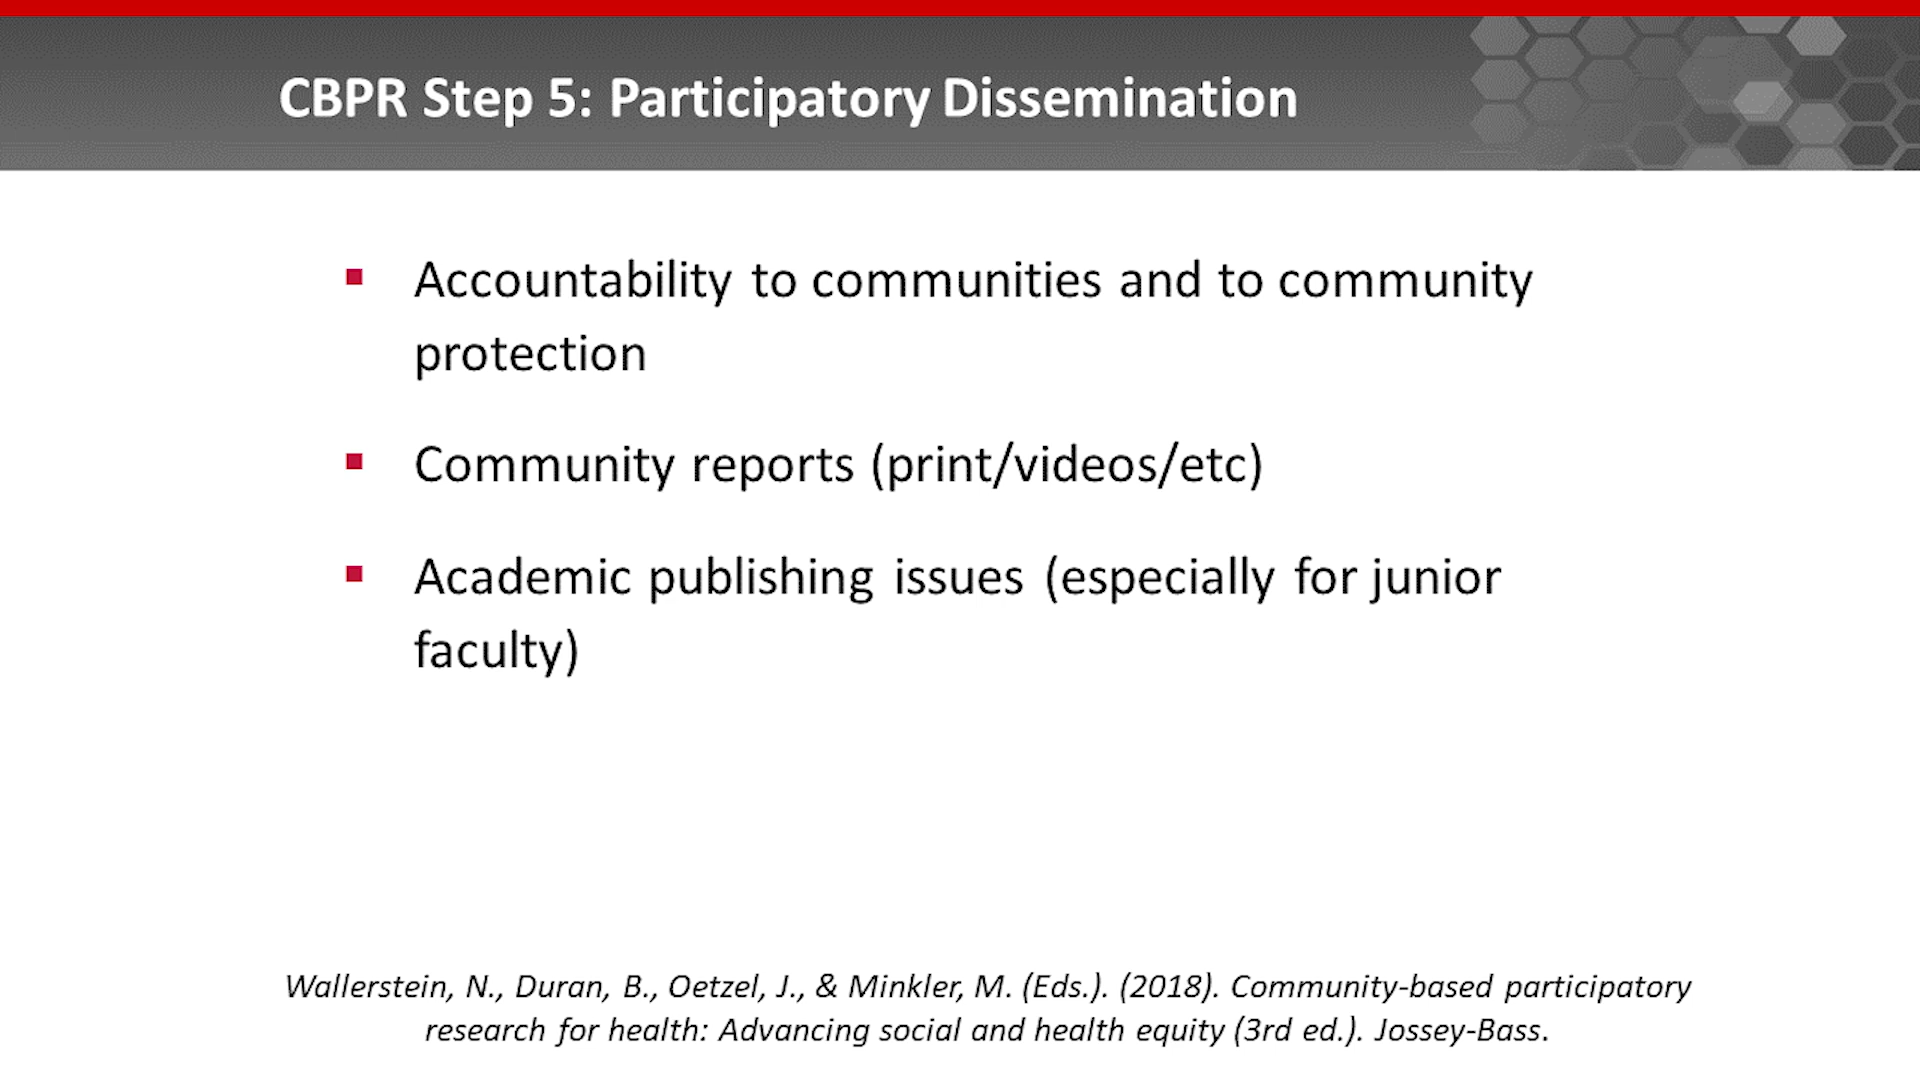 CBPR Step 5: Participatory Dissemination
▪ Accountability to communities and to community
protection
▪ Community reports (print/videos/etc)
▪ Academic publishing issues (especially for junior
faculty)
Wallerstein, N., Duran, B., Oetzel, J., & Minkler, M. (Eds.). (2018). Community-based participatory
research for health: Advancing social and health equity (3rd ed.). Jossey-Bass.